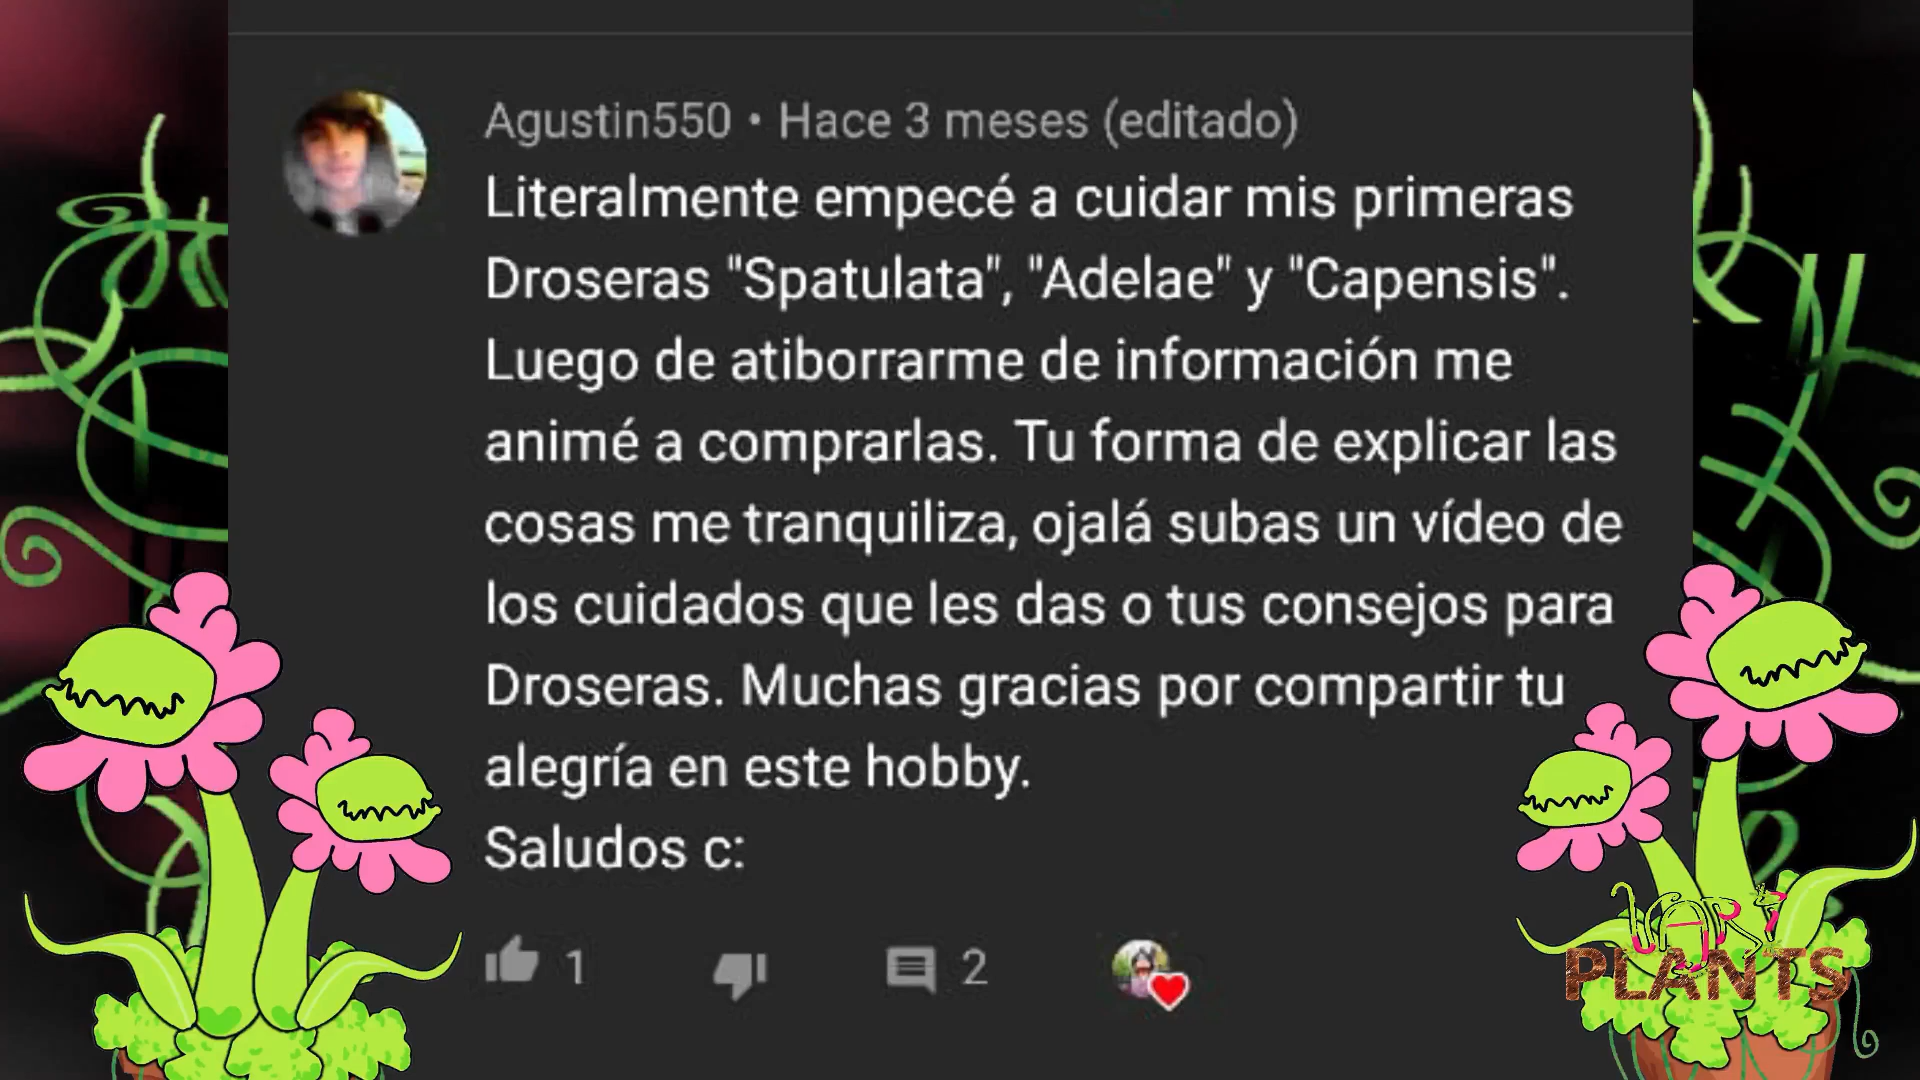 Agustin550 • Hace 3 meses (editado)
Literalmente empecé a cuidar mis primeras
Droseras "Spatulata", "Adelae" y "Capensis".
Luego de atiborrarme de información me
animé a comprarlas. Tu forma de explicar las
cosas me tranquiliza, ojalá subas un vídeo de
los cuidados que les das o tus consejos para
Droseras. Muchas gracias por compartir tu
alegría en este hobby.
Saludos c:
1
2
PLANTS